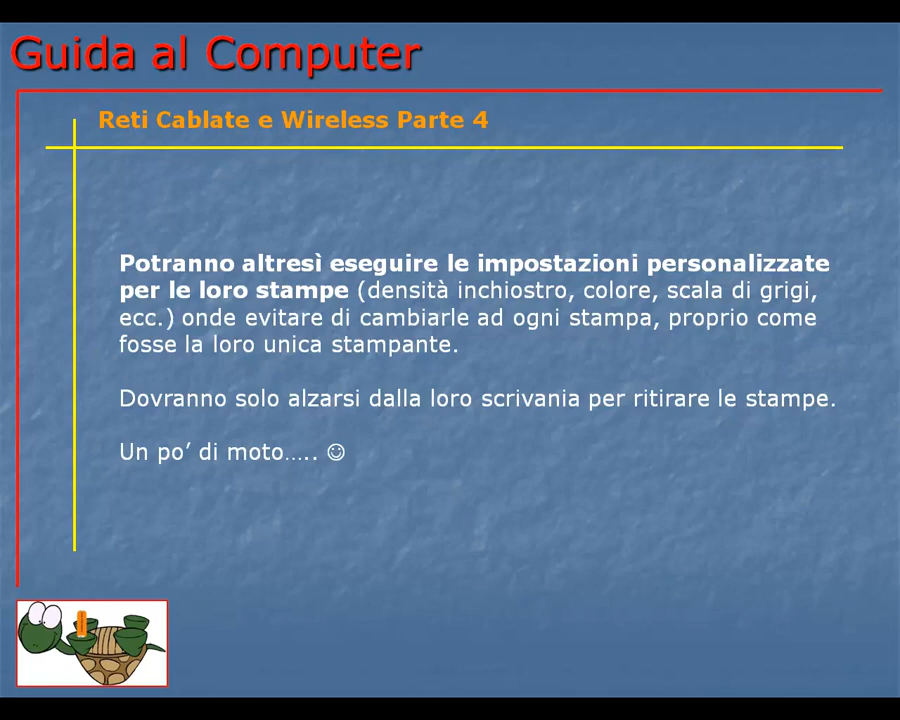 Guida al Computer
Reti Cablate e Wireless Parte 4
Potranno altresì eseguire le impostazioni personalizzate
per le loro stampe (densità inchiostro, colore, scala di grigi,
ecc.) onde evitare di cambiarle ad ogni stampa, proprio come
fosse la loro unica stampante.
Dovranno solo alzarsi dalla loro scrivania per ritirare le stampe.
Un po’ di moto….. ☺